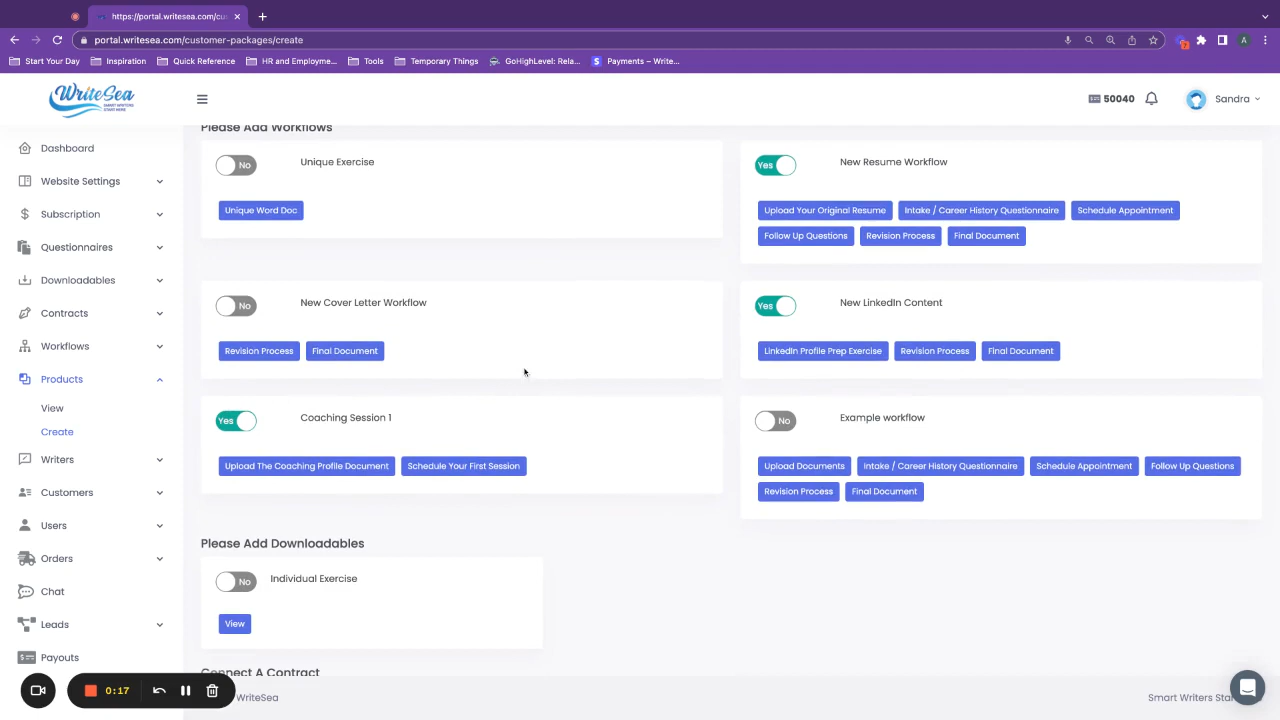 https://portal.writesea.com/cu
portal.writesea.com/customer-packages/create
Start Your Day
Inspiration
Quick Reference
HR and Employme...
Tools
Temporary Things
GoHighLevel: Rela...
Payments – Write...
WriteSea
SMART WRITERS
START HERE
50040
Sandra
Dashboard
Website Settings
Subscription
Questionnaires
Downloadables
Contracts
Workflows
Products
View
Create
Writers
Customers
Users
Orders
Chat
Leads
Payouts
Please Add Workflows
No
Unique Exercise
Unique Word Doc
Yes
New Resume Workflow
Upload Your Original Resume
Intake / Career History Questionnaire
Schedule Appointment
Follow Up Questions
Revision Process
Final Document
No
New Cover Letter Workflow
Revision Process
Final Document
Yes
New LinkedIn Content
LinkedIn Profile Prep Exercise
Revision Process
Final Document
Yes
Coaching Session 1
Upload The Coaching Profile Document
Schedule Your First Session
No
Example workflow
Upload Documents
Intake / Career History Questionnaire
Schedule Appointment
Follow Up Questions
Revision Process
Final Document
Please Add Downloadables
No
Individual Exercise
View
Connect A Contract
0:17
WriteSea
Smart Writers Star